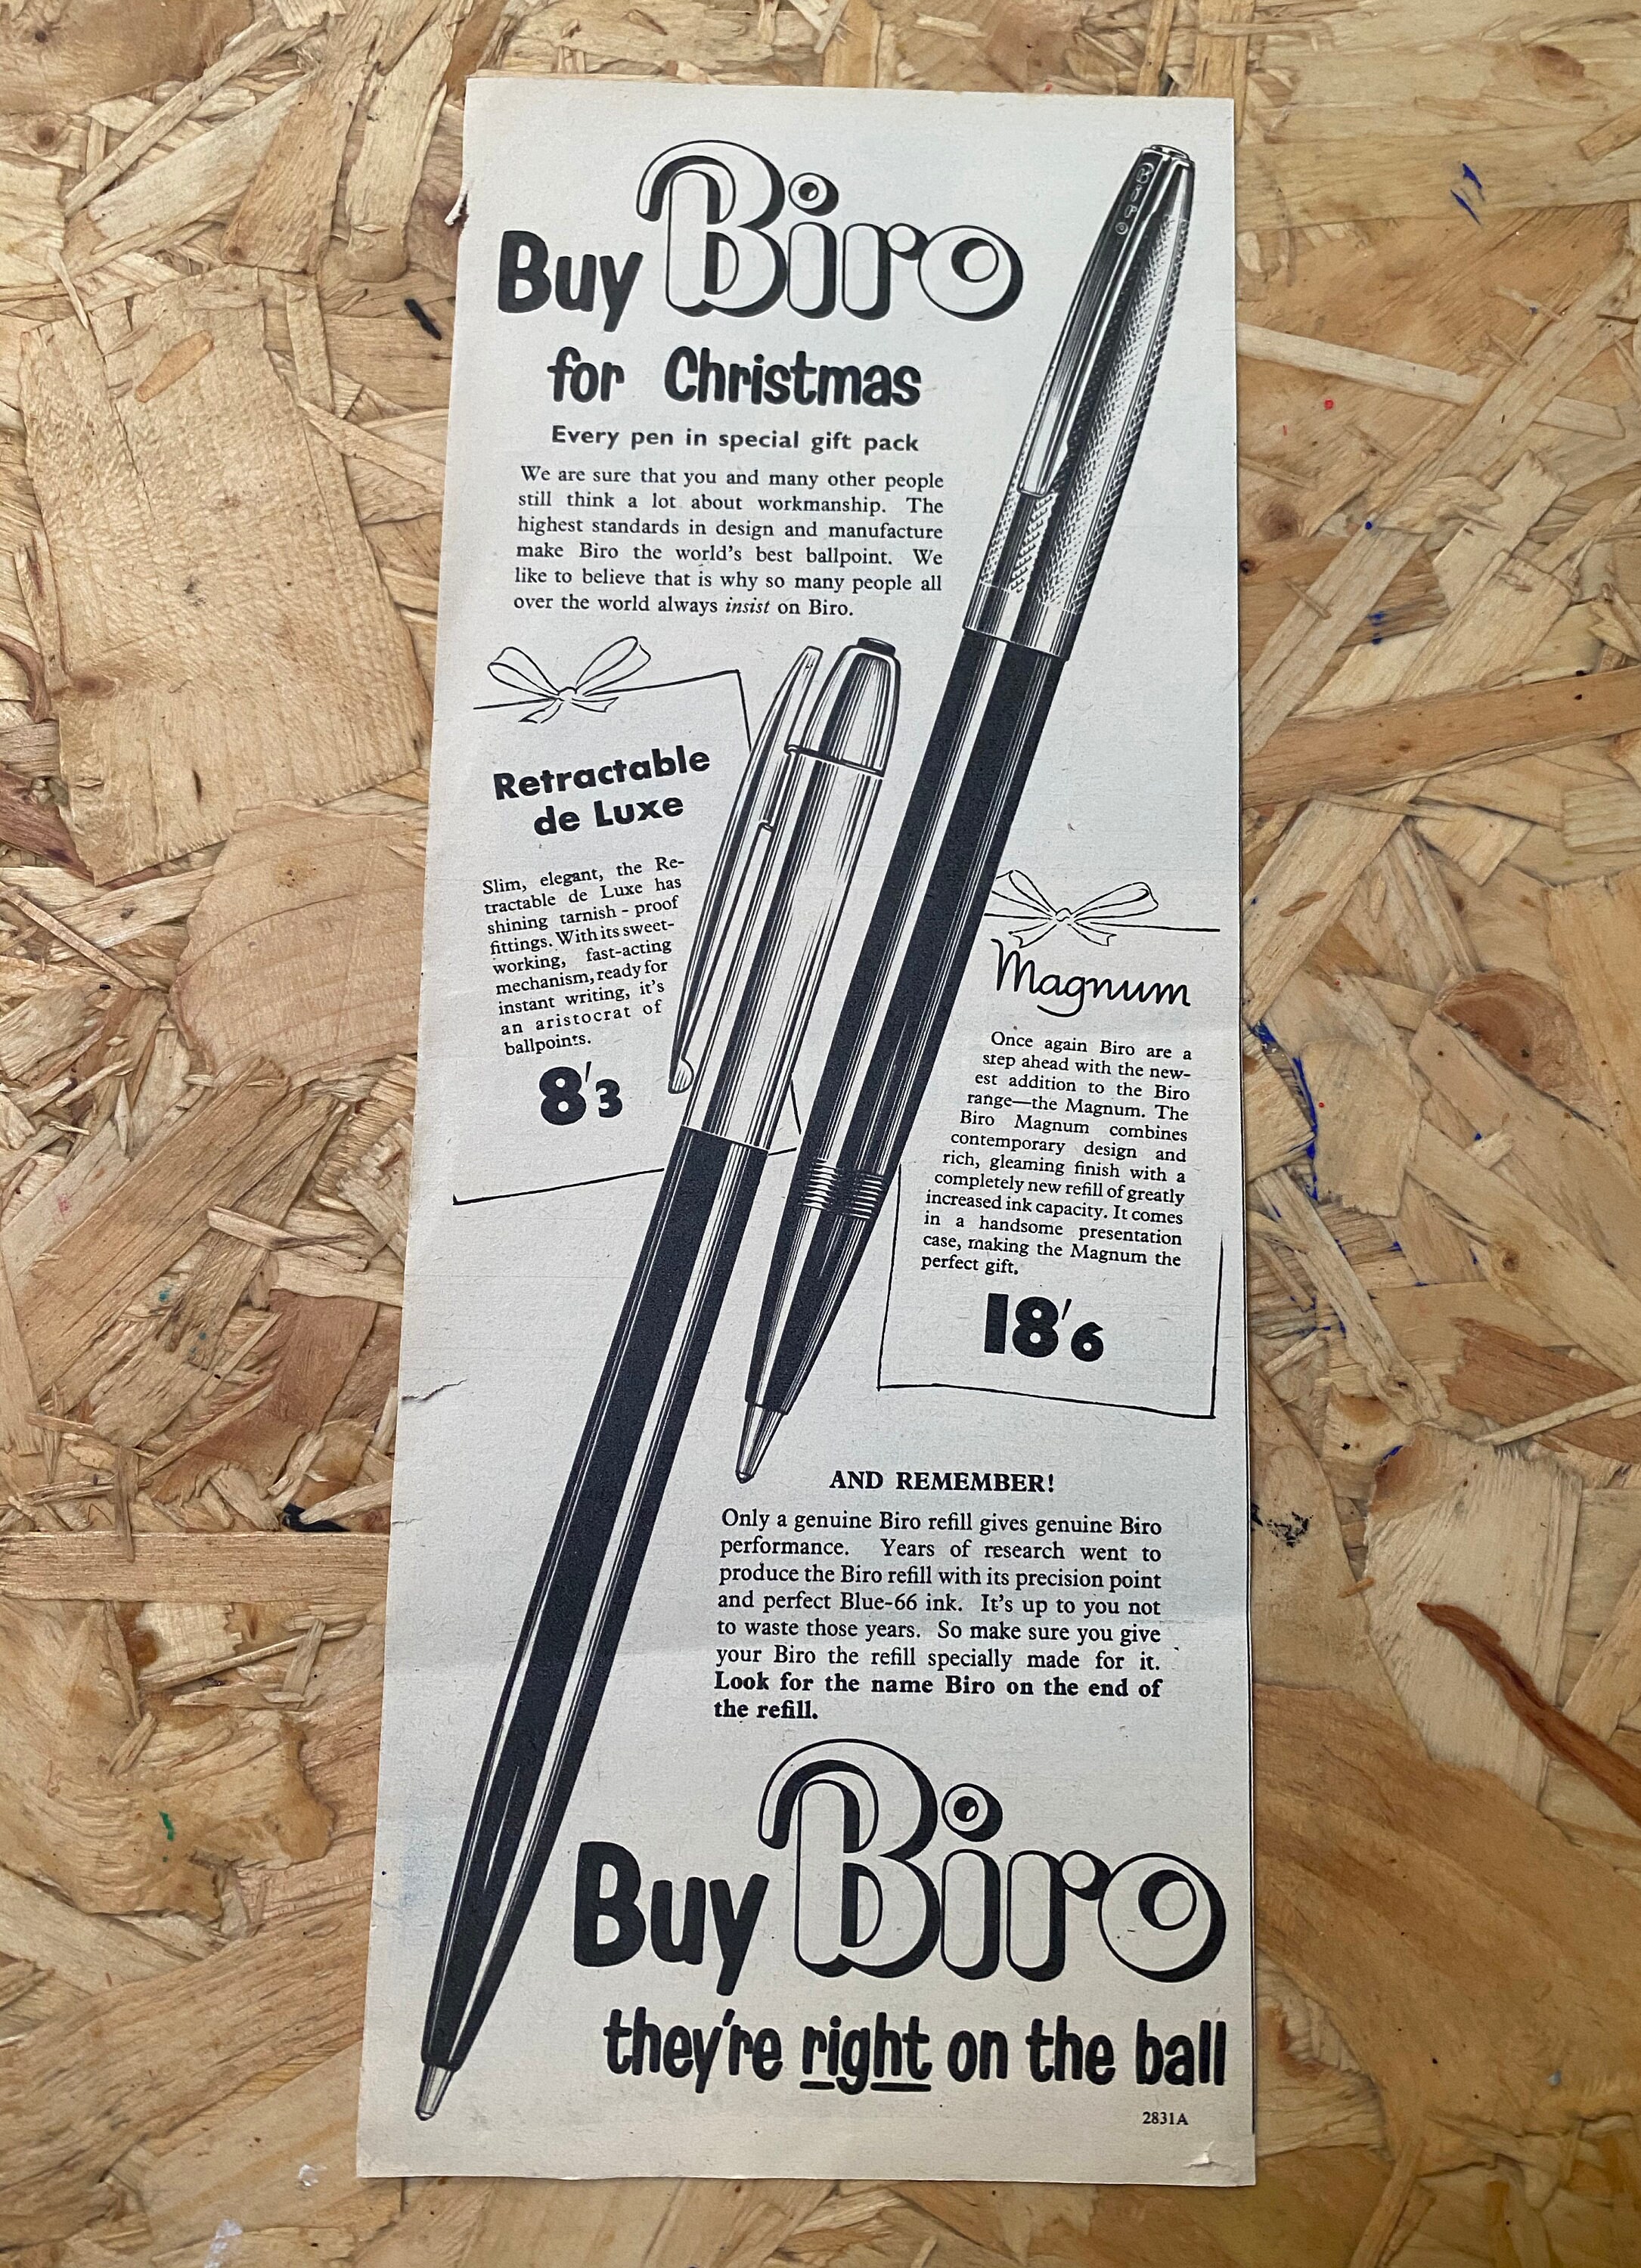 Buy Biro
for Christmas
Every pen in special gift pack
We are sure that you and many other people
still think a lot about workmanship. The
highest standards in design and manufacture
make Biro the world's best ballpoint. We
like to believe that is why so many people all
over the world always insist on Biro.
Biro
Retractable
de Luxe
Slim, elegant, the Re-
tractable de Luxe has
shining tarnish-proof
fittings. With its sweet-
working, fast-acting
mechanism, ready for
instant writing, it's
an aristocrat of
ballpoints.
8'3
Magnum
Once again Biro are a
step ahead with the new-
est addition to the Biro
range—the Magnum. The
Biro Magnum combines
contemporary design and
rich, gleaming finish with a
completely new refill of greatly
increased ink capacity. It comes
in a handsome presentation
case, making the Magnum the
perfect gift.
18'6
AND REMEMBER!
Only a genuine Biro refill gives genuine Biro
performance. Years of research went to
produce the Biro refill with its precision point
and perfect Blue-66 ink. It's up to you not
to waste those years. So make sure you give
your Biro the refill specially made for it.
Look for the name Biro on the end of
the refill.
Buy Biro
they're right on the ball
2831A